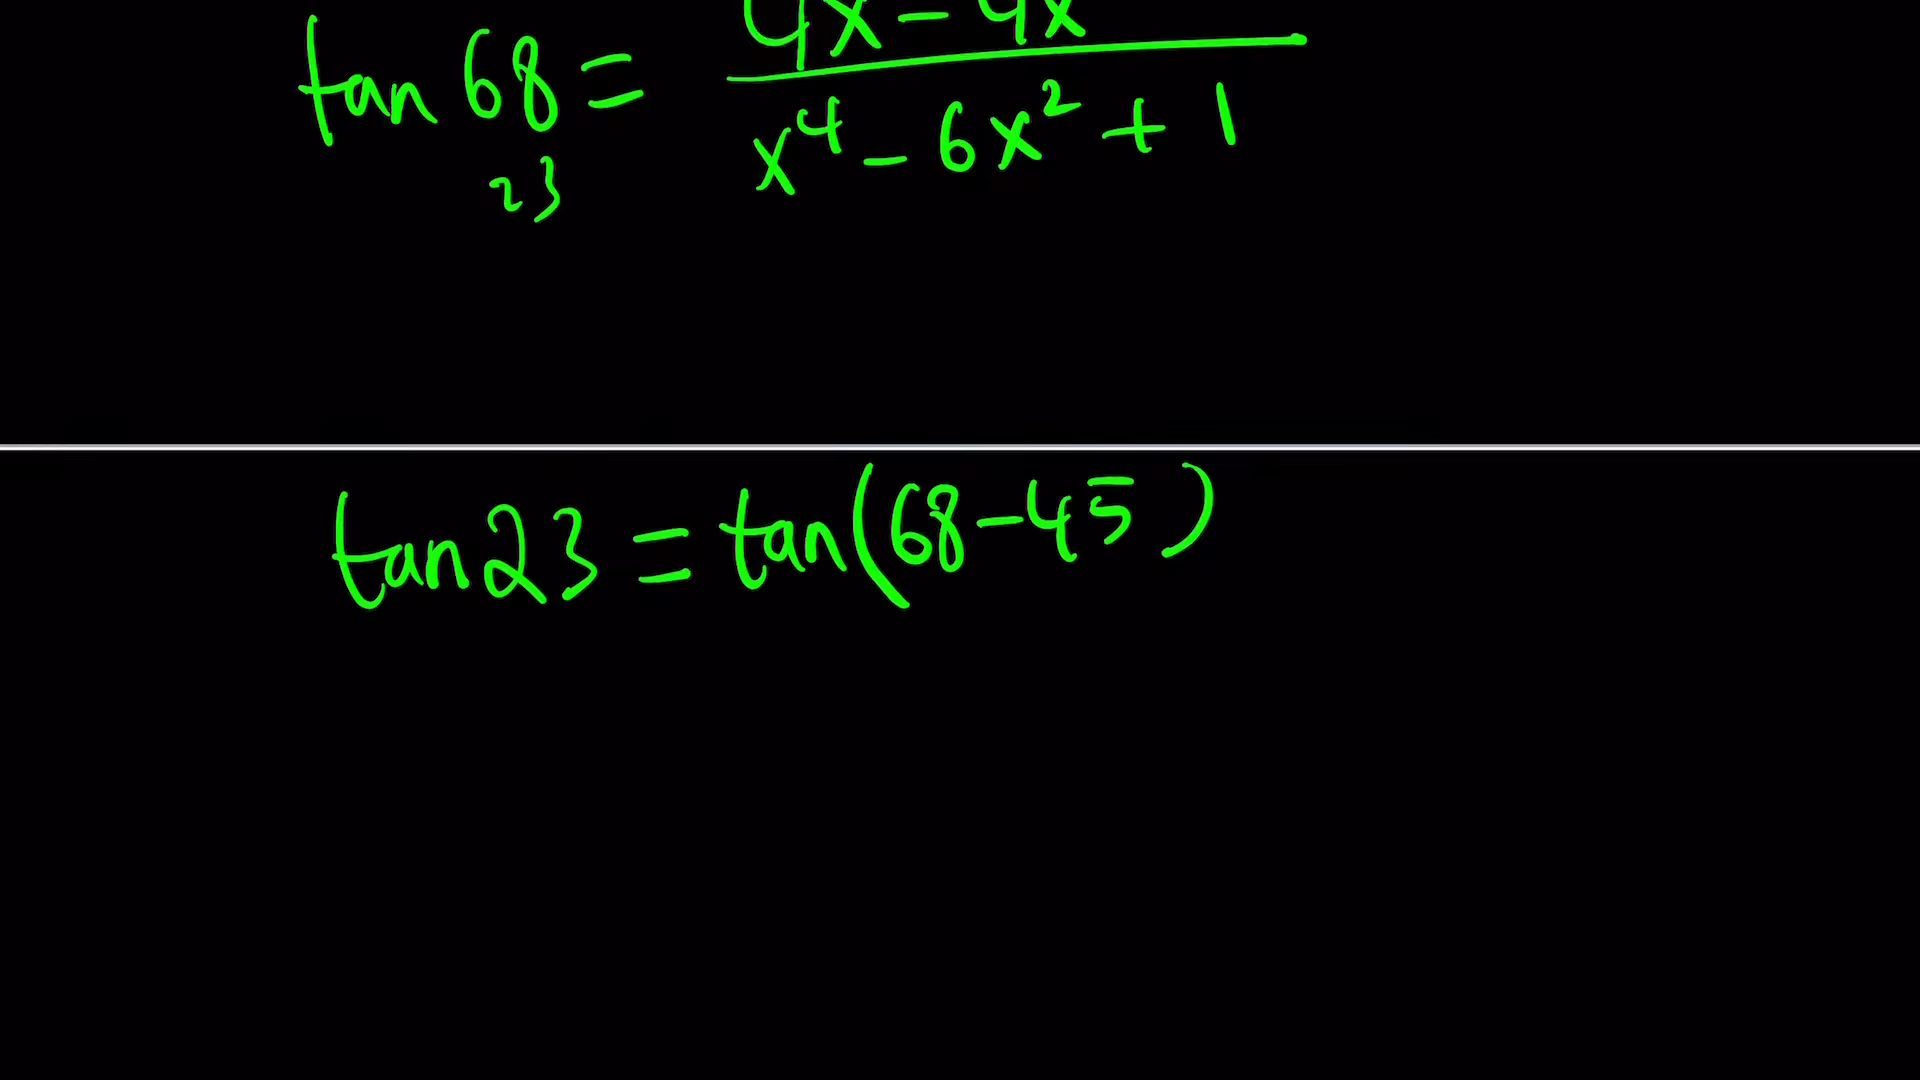 tan 68 = (4x - 4x) / (x⁴ - 6x² + 1)
23
tan 23 = tan(68 - 45)